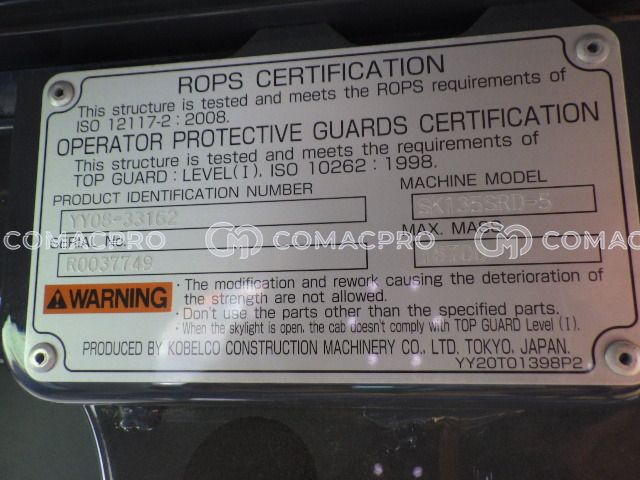 ROPS CERTIFICATION
This structure is tested and meets the ROPS requirements of
ISO 12117-2 : 2008.
OPERATOR PROTECTIVE GUARDS CERTIFICATION
This structure is tested and meets the requirements of
TOP GUARD : LEVEL(I), ISO 10262 : 1998.
PRODUCT IDENTIFICATION NUMBER
MACHINE MODEL
YY08-33162
SK135SRD-5
SERIAL NO.
MAX. MASS
R0037749
COMACPRO COMACPRO COMACPRO
WARNING
· The modification and rework causing the deterioration of
the strength are not allowed.
· Don't use the parts other than the specified parts.
· When the skylight is open, the cab doesn't comply with TOP GUARD Level (I).
PRODUCED BY KOBELCO CONSTRUCTION MACHINERY CO., LTD. TOKYO, JAPAN.
YY20T01398P2